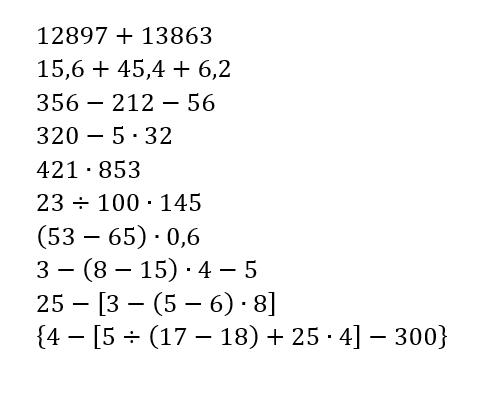 12897 + 13863
15,6 + 45,4 + 6,2
356 − 212 − 56
320 − 5 · 32
421 · 853
23 ÷ 100 · 145
(53 − 65) · 0,6
3 − (8 − 15) · 4 − 5
25 − [3 − (5 − 6) · 8]
{4 − [5 ÷ (17 − 18) + 25 · 4] − 300}